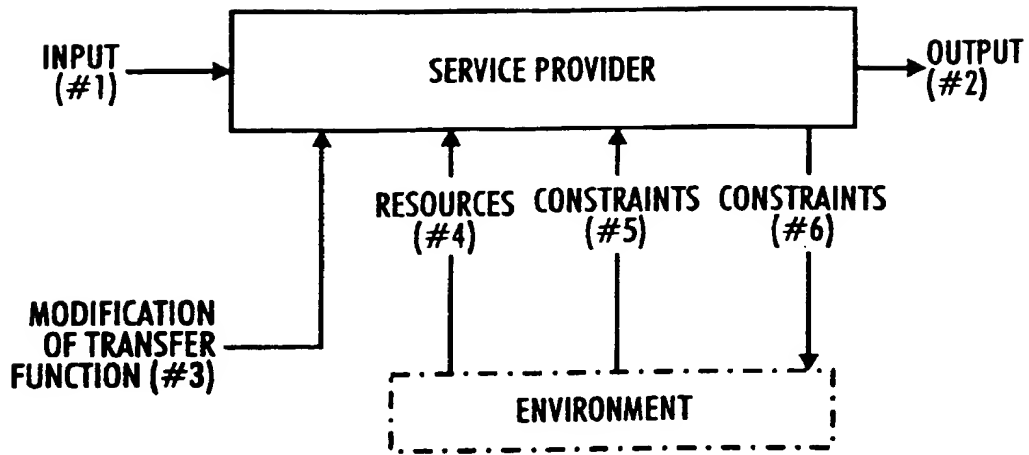 INPUT
(#1)
SERVICE PROVIDER
OUTPUT
(#2)
RESOURCES
(#4)
CONSTRAINTS
(#5)
CONSTRAINTS
(#6)
MODIFICATION
OF TRANSFER
FUNCTION (#3)
ENVIRONMENT